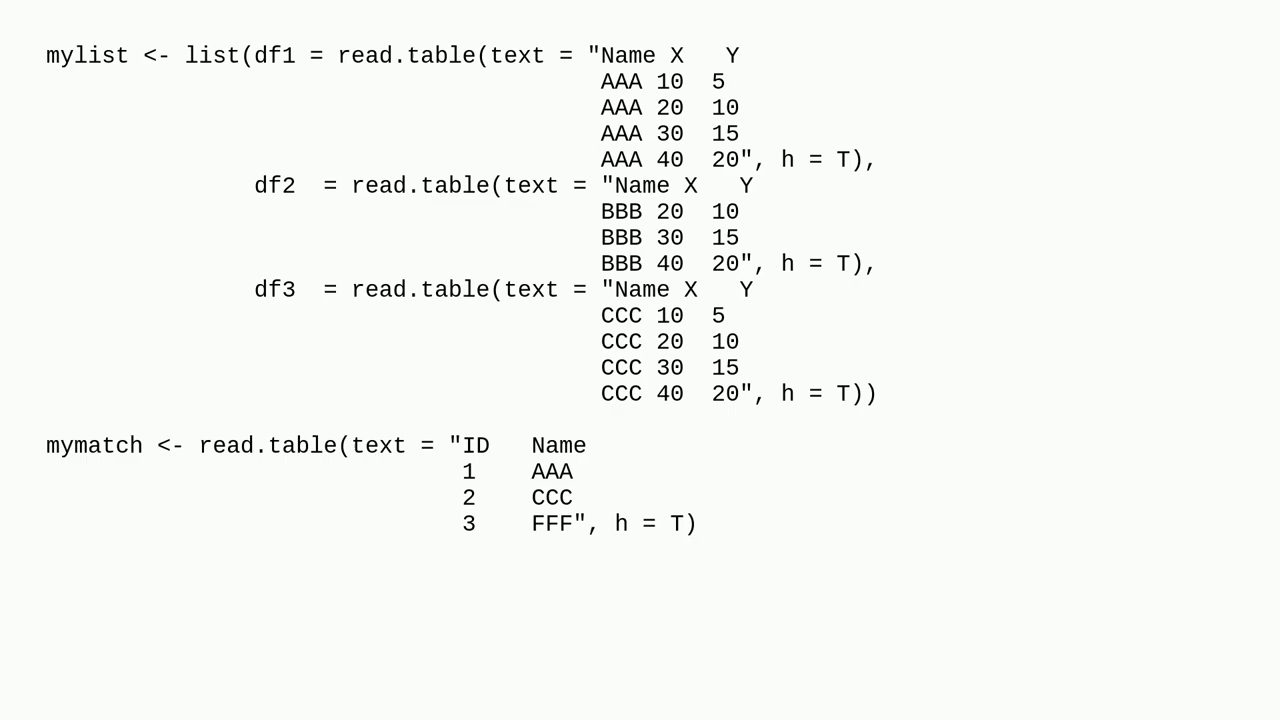 mylist <- list(df1 = read.table(text = "Name X   Y
                                        AAA 10  5
                                        AAA 20  10
                                        AAA 30  15
                                        AAA 40  20", h = T),
               df2  = read.table(text = "Name X   Y
                                        BBB 20  10
                                        BBB 30  15
                                        BBB 40  20", h = T),
               df3  = read.table(text = "Name X   Y
                                        CCC 10  5
                                        CCC 20  10
                                        CCC 30  15
                                        CCC 40  20", h = T))

mymatch <- read.table(text = "ID   Name
                              1    AAA
                              2    CCC
                              3    FFF", h = T)